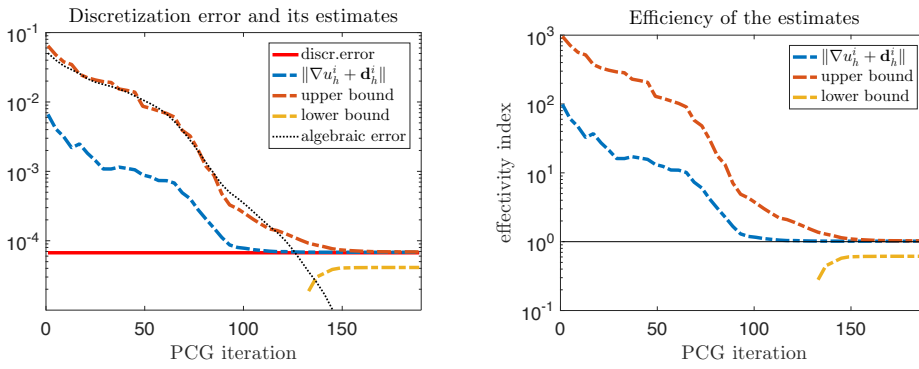 Discretization error and its estimates
10^{-1}
10^{-2}
10^{-3}
10^{-4}
discr.error
‖∇u_h^i + d_h^i‖
upper bound
lower bound
algebraic error
0
50
100
150
PCG iteration
Efficiency of the estimates
effectivity index
10^3
10^2
10^1
10^0
10^{-1}
‖∇u_h^i + d_h^i‖
upper bound
lower bound
0
50
100
150
PCG iteration